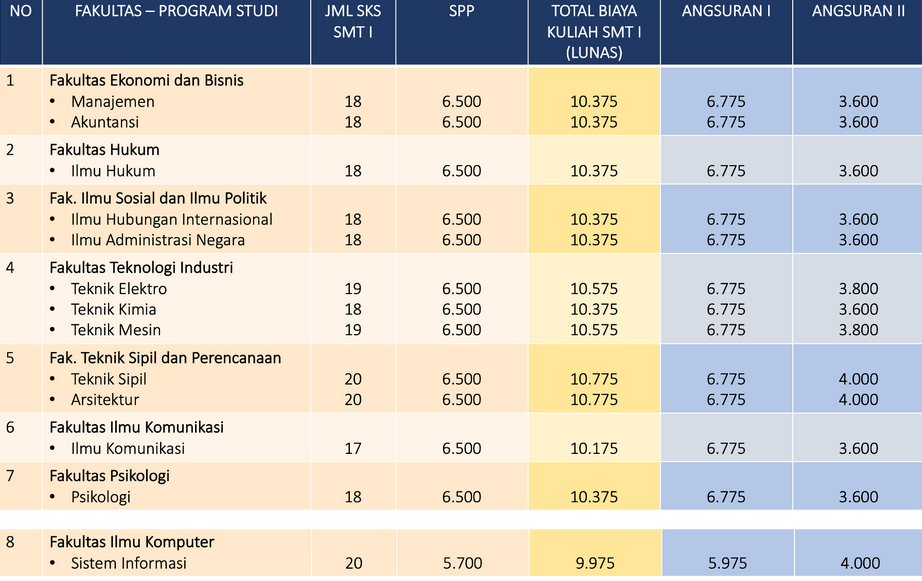 NO FAKULTAS – PROGRAM STUDI JML SKS SMT I SPP TOTAL BIAYA KULIAH SMT I (LUNAS) ANGSURAN I ANGSURAN II
1 Fakultas Ekonomi dan Bisnis
• Manajemen 18 6.500 10.375 6.775 3.600
• Akuntansi 18 6.500 10.375 6.775 3.600
2 Fakultas Hukum
• Ilmu Hukum 18 6.500 10.375 6.775 3.600
3 Fak. Ilmu Sosial dan Ilmu Politik
• Ilmu Hubungan Internasional 18 6.500 10.375 6.775 3.600
• Ilmu Administrasi Negara 18 6.500 10.375 6.775 3.600
4 Fakultas Teknologi Industri
• Teknik Elektro 19 6.500 10.575 6.775 3.800
• Teknik Kimia 18 6.500 10.375 6.775 3.600
• Teknik Mesin 19 6.500 10.575 6.775 3.800
5 Fak. Teknik Sipil dan Perencanaan
• Teknik Sipil 20 6.500 10.775 6.775 4.000
• Arsitektur 20 6.500 10.775 6.775 4.000
6 Fakultas Ilmu Komunikasi
• Ilmu Komunikasi 17 6.500 10.175 6.775 3.600
7 Fakultas Psikologi
• Psikologi 18 6.500 10.375 6.775 3.600
8 Fakultas Ilmu Komputer
• Sistem Informasi 20 5.700 9.975 5.975 4.000